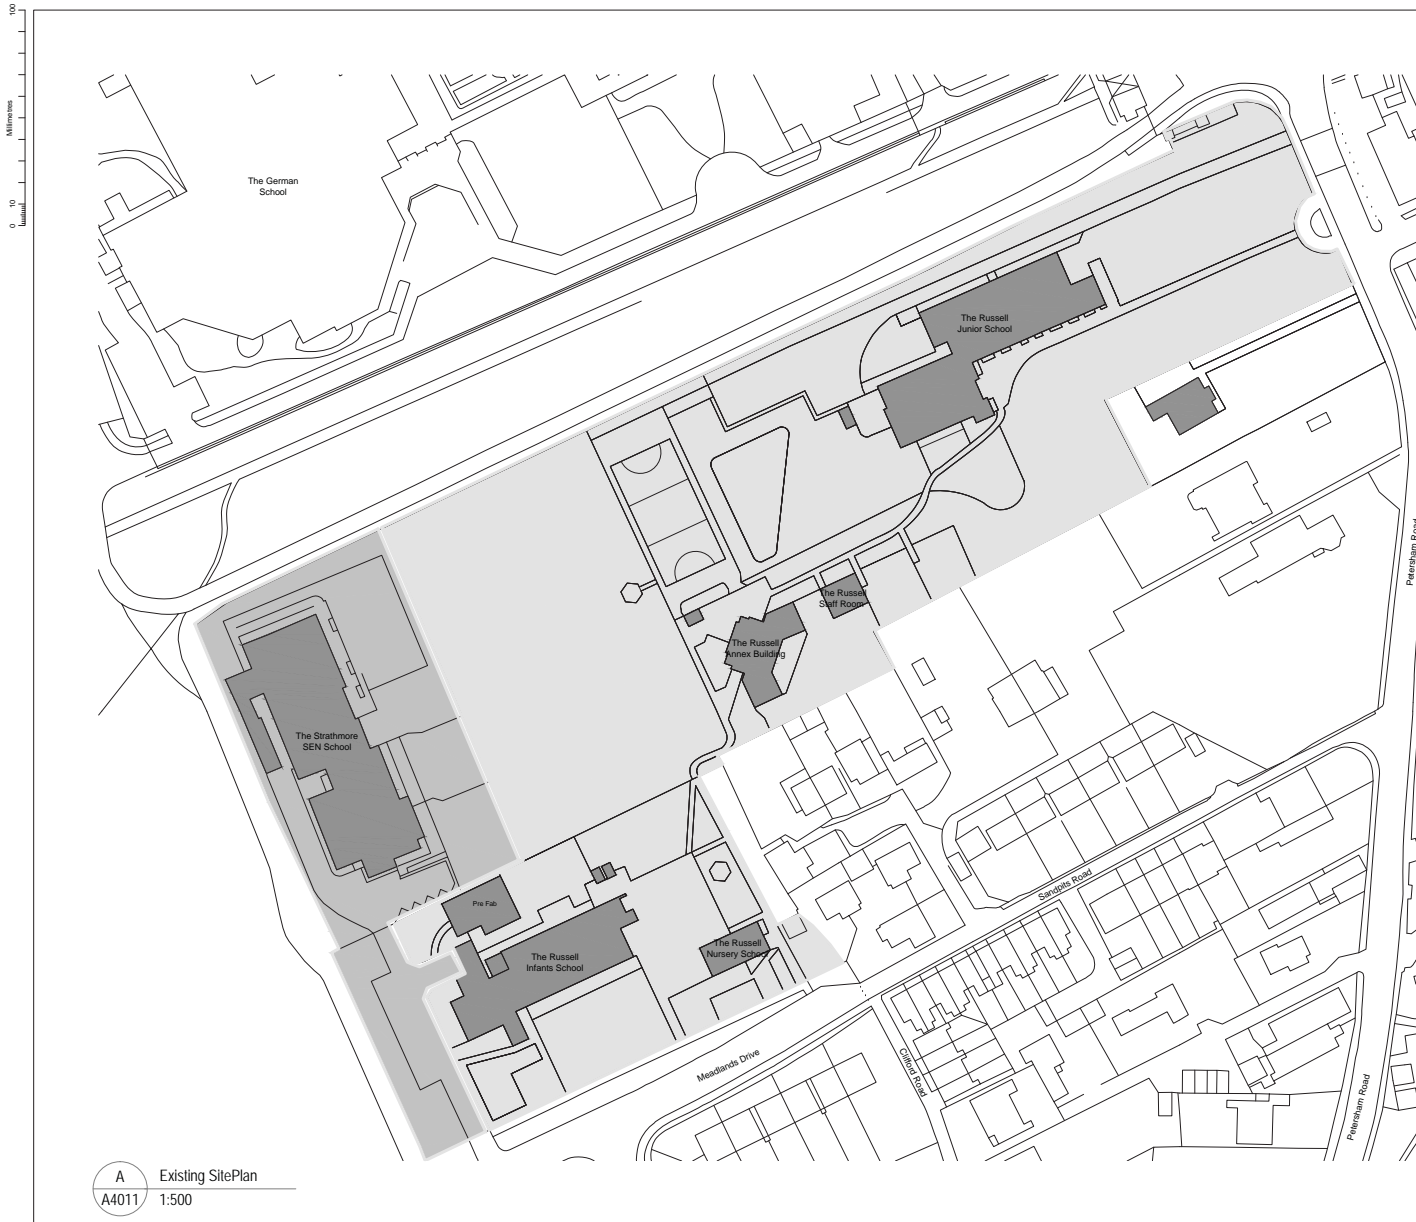 100
Millimetres
10
0
The German
School
The Russell
Junior School
Petersham Road
The Russell
Staff Room
The Russell
Annex Building
The Strathmore
SEN School
Sandpits Road
Pre Fab
The Russell
Nursery School
The Russell
Infants School
Meadlands Drive
Clifford Road
Petersham Road
A
Existing SitePlan
A4011
1:500